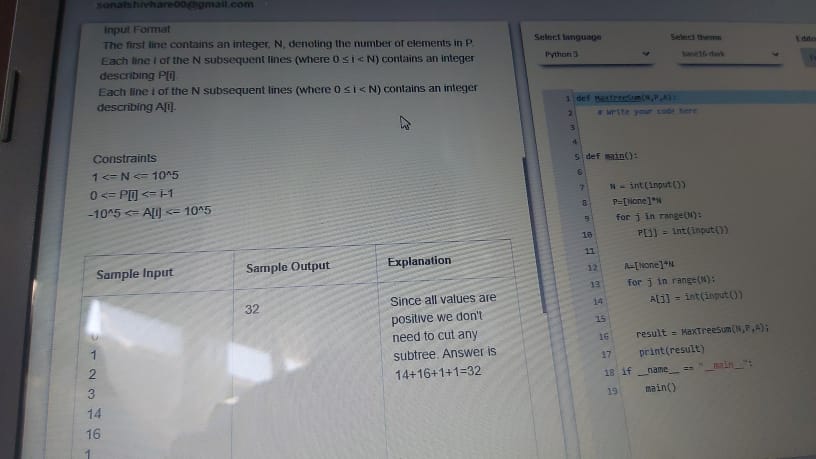 sonalshivhare00@gmail.com
Input Format
The first line contains an integer, N, denoting the number of elements in P.
Each line i of the N subsequent lines (where 0 ≤ i < N) contains an integer
describing P[i].
Each line i of the N subsequent lines (where 0 ≤ i < N) contains an integer
describing A[i].
Constraints
1 <= N <= 10^5
0 <= P[i] <= i-1
-10^5 <= A[i] <= 10^5
Sample Input
Sample Output
Explanation
0
1
2
3
14
16
1
32
Since all values are
positive we don't
need to cut any
subtree. Answer is
14+16+1+1=32
Select language
Select theme
Python 3
base16-dark
1 def MaxTreeSum(N,P,A):
2 # write your code here
3
4
5 def main():
6
7 N = int(input())
8 P=[None]*N
9 for j in range(N):
10 P[j] = int(input())
11
12 A=[None]*N
13 for j in range(N):
14 A[j] = int(input())
15
16 result = MaxTreeSum(N,P,A);
17 print(result)
18 if __name__ == "__main__":
19 main()